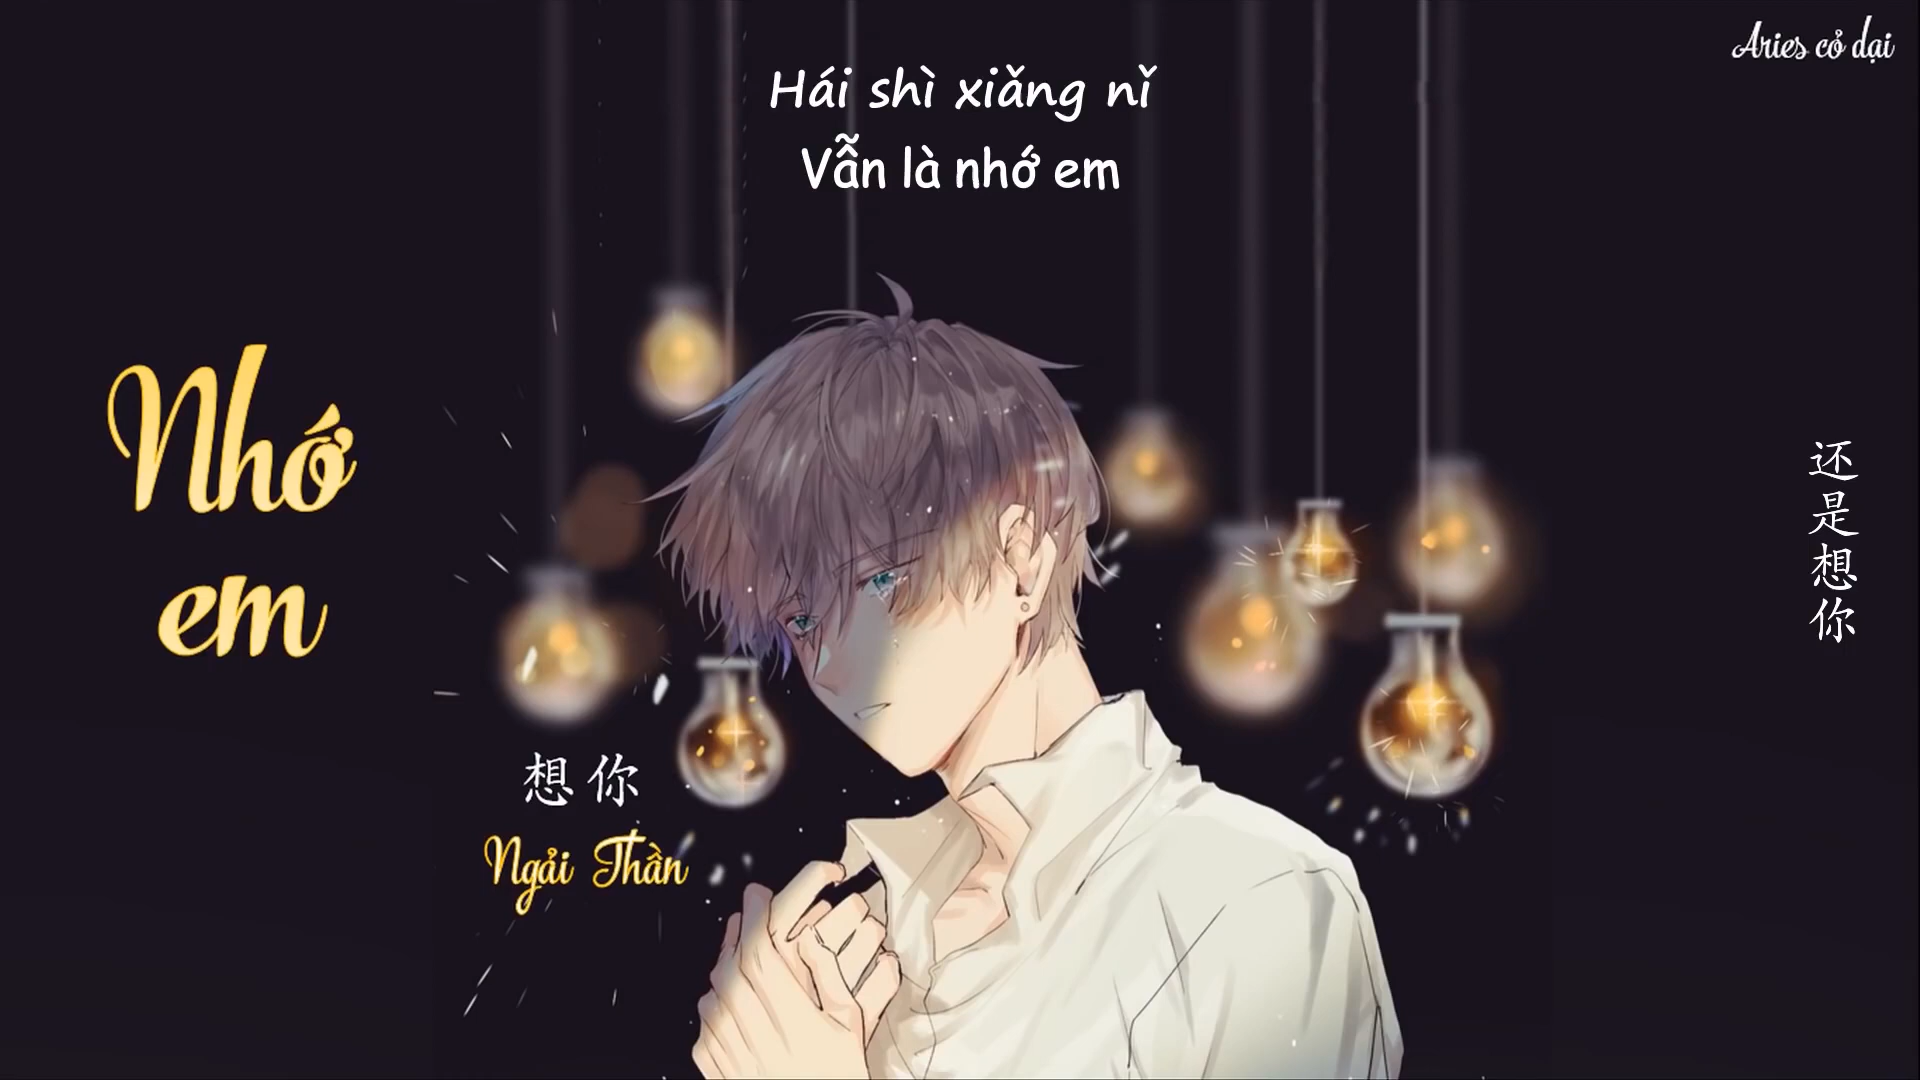 Aries cỏ dại
Hái shì xiǎng nǐ
Vẫn là nhớ em
Nhớ
em
还是想你
想你
Ngải Thần